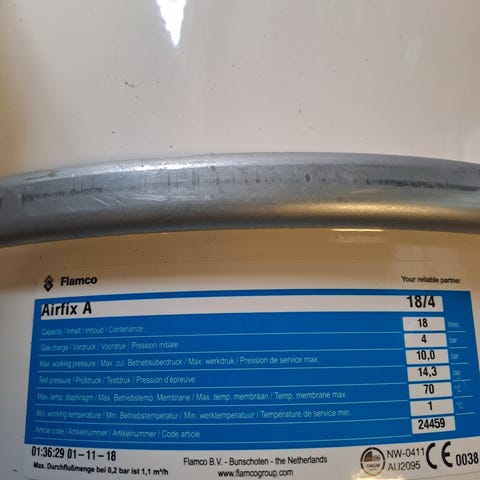 Flamco
Your reliable partner
Airfix A 18/4
Capacity / Inhalt / Inhoud / Contenance 18 litres
Gas charge / Vordruck / Voordruk / Pression initiale 4 bar
Max. working pressure / Max. zul. Betriebsüberdruck / Max. werkdruk / Pression de service max. 10,0 bar
Test pressure / Prüfdruck / Testdruk / Pression d'épreuve 14,3 bar
Max. temp. diaphragm / Max. Betriebstemp. Membrane / Max. temp. membraan / Temp. membrane max. 70 °C
Min. working temperature / Min. Betriebstemperatur / Min. werktemperatuur / Température de service min. 1 °C
Article code / Artikelnummer / Artikelnummer / Code article 24459
01:36:29 01-11-18
Max. Durchflußmenge bei 0,2 bar ist 1,1 m³/h
Flamco B.V. - Bunschoten - the Netherlands
www.flamcogroup.com
NW-0411
AU2095
CE 0038